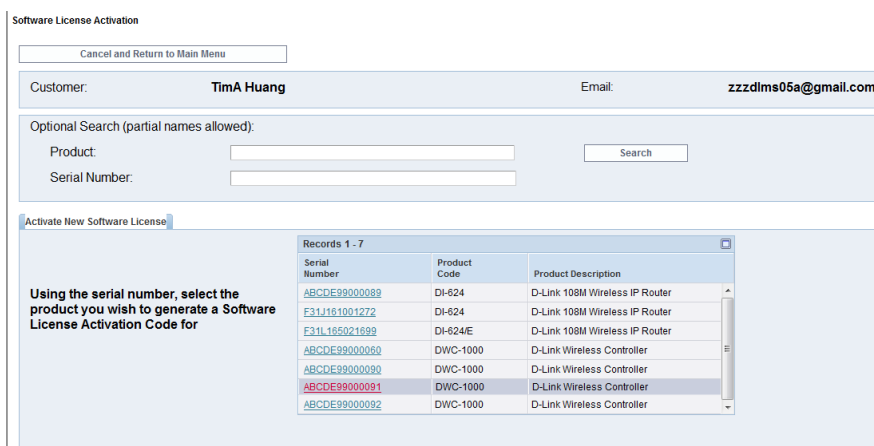 Software License Activation
Cancel and Return to Main Menu
Customer: TimA Huang Email: zzzdlms05a@gmail.com
Optional Search (partial names allowed):
Product: Search
Serial Number:
Activate New Software License
Records 1 - 7
Serial Number Product Code Product Description
Using the serial number, select the
product you wish to generate a Software
License Activation Code for
ABCDE99000089 DI-624 D-Link 108M Wireless IP Router
F31J161001272 DI-624 D-Link 108M Wireless IP Router
F31L165021699 DI-624/E D-Link 108M Wireless IP Router
ABCDE99000060 DWC-1000 D-Link Wireless Controller
ABCDE99000090 DWC-1000 D-Link Wireless Controller
ABCDE99000091 DWC-1000 D-Link Wireless Controller
ABCDE99000092 DWC-1000 D-Link Wireless Controller